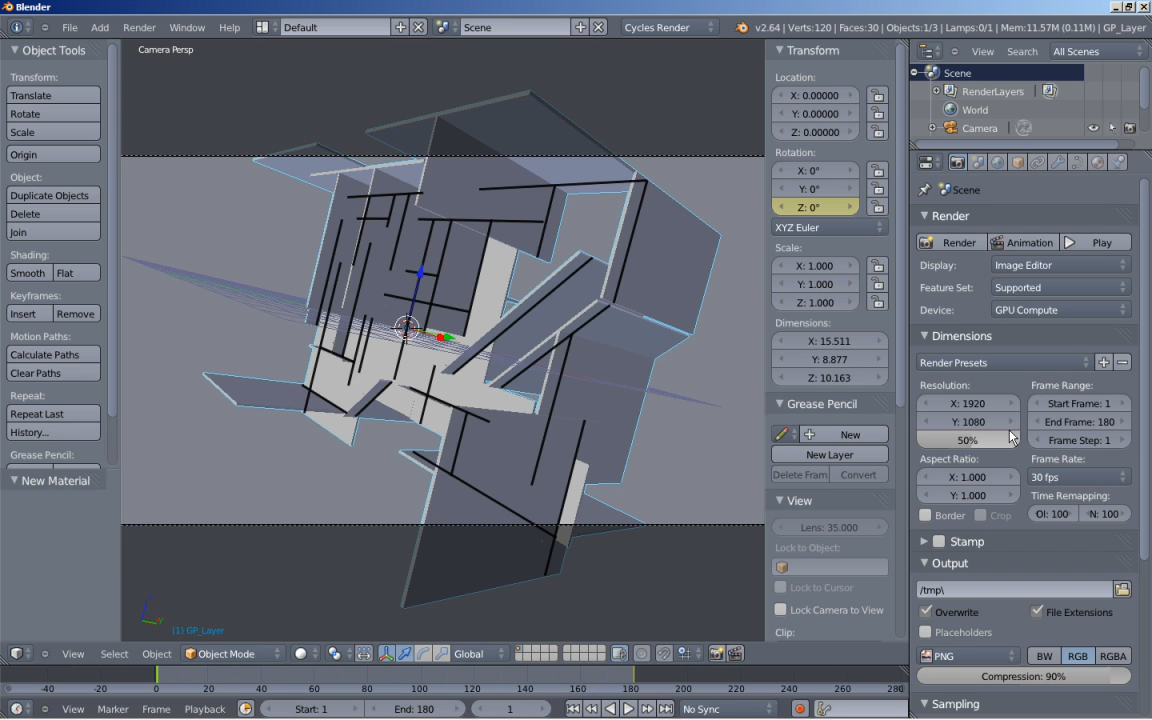 Blender
File Add Render Window Help Default Scene Cycles Render v2.64 | Verts:120 | Faces:30 | Objects:1/3 | Lamps:0/1 | Mem:11.57M (0.11M) | GP_Layer
Object Tools
Transform:
Translate
Rotate
Scale
Origin
Object:
Duplicate Objects
Delete
Join
Shading:
Smooth Flat
Keyframes:
Insert Remove
Motion Paths:
Calculate Paths
Clear Paths
Repeat:
Repeat Last
History...
Grease Pencil:
New Material
Camera Persp
(1) GP_Layer
Transform
Location:
X: 0.00000
Y: 0.00000
Z: 0.00000
Rotation:
X: 0°
Y: 0°
Z: 0°
XYZ Euler
Scale:
X: 1.000
Y: 1.000
Z: 1.000
Dimensions:
X: 15.511
Y: 8.877
Z: 10.163
Grease Pencil
New
New Layer
Delete Fram Convert
View
Lens: 35.000
Lock to Object:
Lock to Cursor
Lock Camera to View
Clip:
View Search All Scenes
Scene
RenderLayers
World
Camera
Scene
Render
Render Animation Play
Display: Image Editor
Feature Set: Supported
Device: GPU Compute
Dimensions
Render Presets
Resolution: Frame Range:
X: 1920 Start Frame: 1
Y: 1080 End Frame: 180
50% Frame Step: 1
Aspect Ratio: Frame Rate:
X: 1.000 30 fps
Y: 1.000 Time Remapping:
Border Crop Ol: 100 N: 100
Stamp
Output
/tmp\
Overwrite File Extensions
Placeholders
PNG BW RGB RGBA
Compression: 90%
Sampling
View Select Object Object Mode Global
-40 -20 0 20 40 60 80 100 120 140 160 180 200 220 240 260 280
View Marker Frame Playback Start: 1 End: 180 1 No Sync